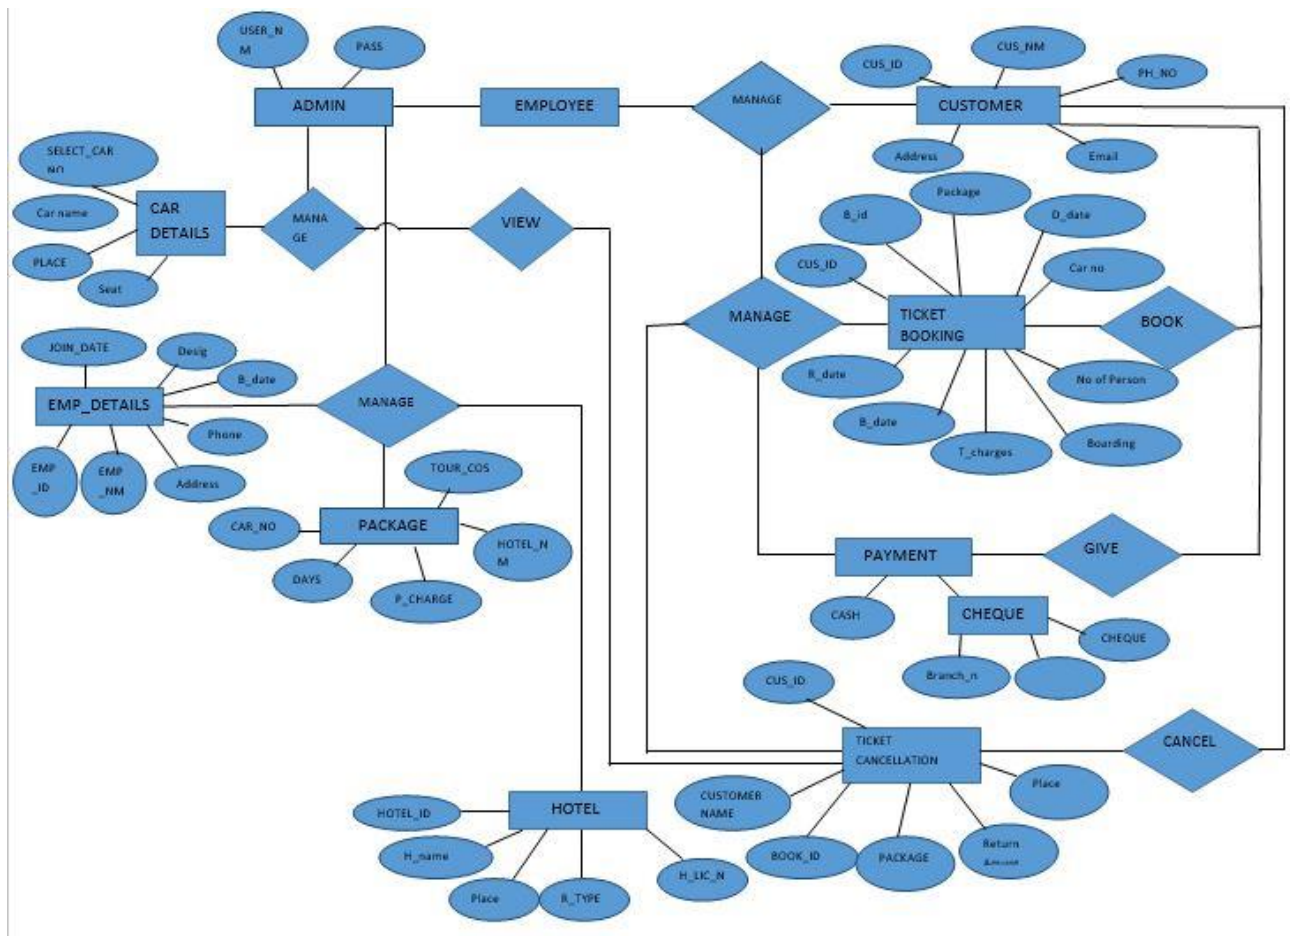 USER_N
M
PASS
ADMIN
EMPLOYEE
MANAGE
CUS_ID
CUS_NM
PH_NO
CUSTOMER
Address
Email
SELECT_CAR
NO
Car name
PLACE
Seat
CAR
DETAILS
MANA
GE
VIEW
Package
B_id
D_date
CUS_ID
Car no
MANAGE
TICKET
BOOKING
BOOK
R_date
No of Person
B_date
T_charges
Boarding
JOIN_DATE
Desig
B_date
EMP_DETAILS
MANAGE
Phone
EMP
_ID
EMP
_NM
Address
TOUR_COS
CAR_NO
PACKAGE
HOTEL_N
M
DAYS
P_CHARGE
PAYMENT
GIVE
CASH
CHEQUE
CHEQUE
Branch_n
CUS_ID
TICKET
CANCELLATION
CANCEL
CUSTOMER
NAME
Place
BOOK_ID
PACKAGE
Return
HOTEL_ID
HOTEL
H_name
H_LIC_N
Place
R_TYPE